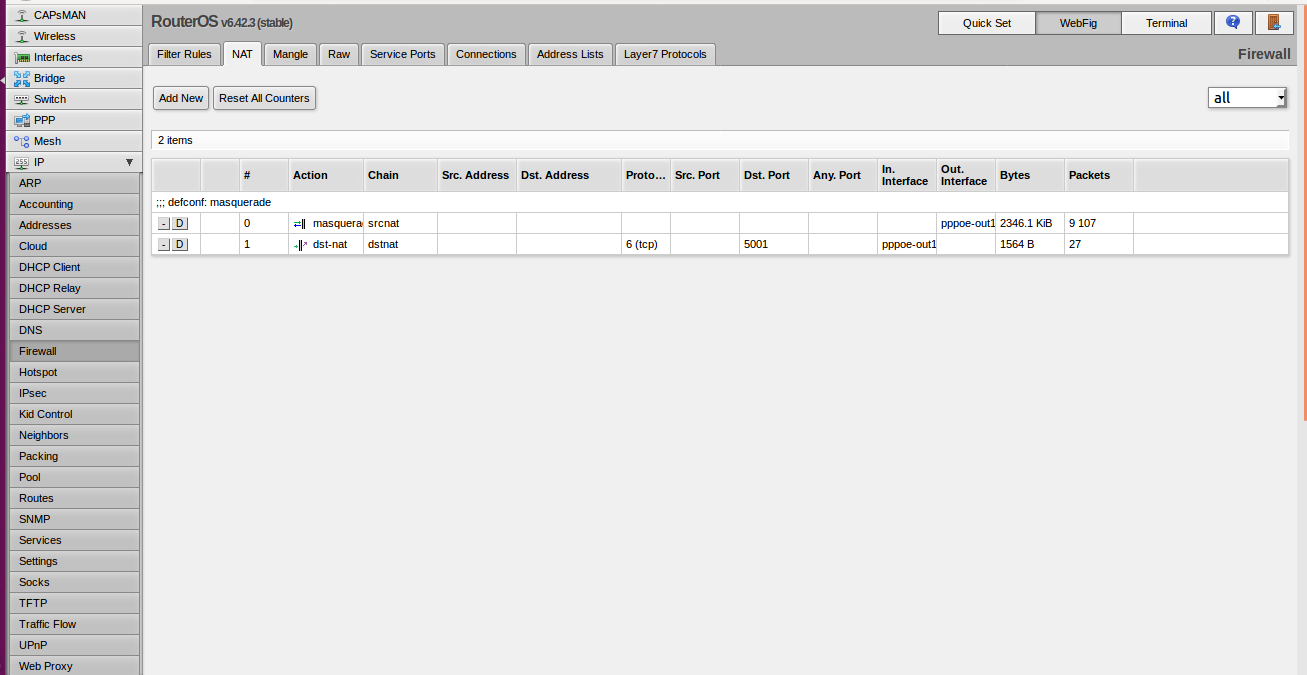 CAPsMAN
Wireless
Interfaces
Bridge
Switch
PPP
Mesh
IP ▼
ARP
Accounting
Addresses
Cloud
DHCP Client
DHCP Relay
DHCP Server
DNS
Firewall
Hotspot
IPsec
Kid Control
Neighbors
Packing
Pool
Routes
SNMP
Services
Settings
Socks
TFTP
Traffic Flow
UPnP
Web Proxy
RouterOS v6.42.3 (stable)
Quick Set WebFig Terminal
Filter Rules NAT Mangle Raw Service Ports Connections Address Lists Layer7 Protocols Firewall
Add New Reset All Counters all
2 items
# Action Chain Src. Address Dst. Address Proto... Src. Port Dst. Port Any. Port In. Interface Out. Interface Bytes Packets
;;; defconf: masquerade
- D 0 masquera srcnat pppoe-out1 2346.1 KiB 9 107
- D 1 dst-nat dstnat 6 (tcp) 5001 pppoe-out1 1564 B 27